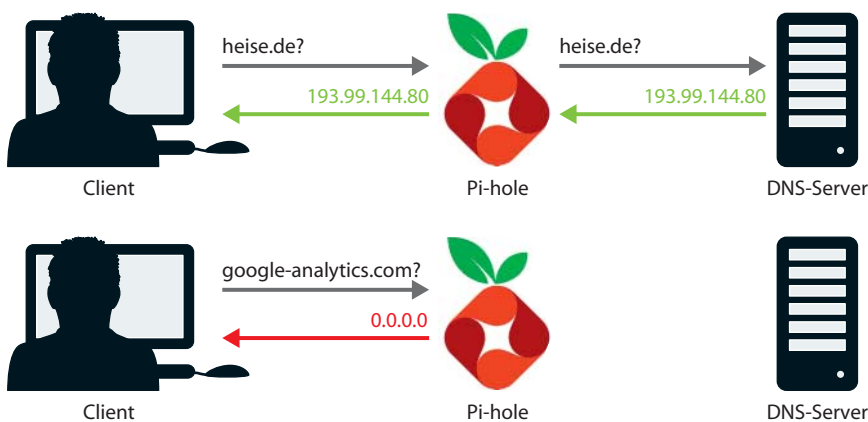 heise.de?
heise.de?
193.99.144.80
193.99.144.80
Client
Pi-hole
DNS-Server
google-analytics.com?
0.0.0.0
Client
Pi-hole
DNS-Server